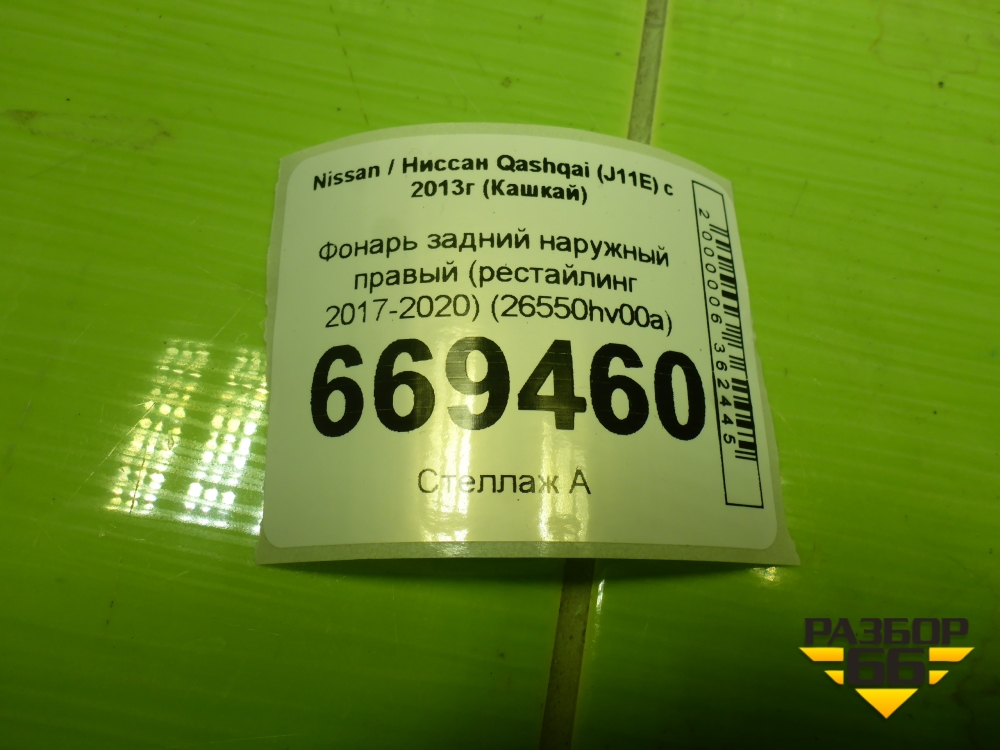 Nissan / Ниссан Qashqai (J11E) с
2013г (Кашкай)
Фонарь задний наружный
правый (рестайлинг
2017-2020) (26550hv00a)
669460
Стеллаж А
2000006362445
РАЗБОР
66